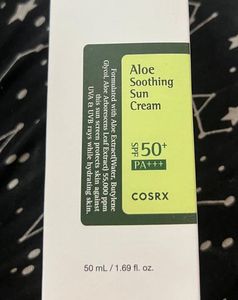 Aloe
Soothing
Sun
Cream
SPF 50+
PA+++
COSRX
Formulated with Aloe Extract(Water, Butylene
Glycol, Aloe Arborescens Leaf Extract) 55,000 ppm
this sun screen protects skin against
UVA & UVB rays while hydrating skin.
50 mL / 1.69 fl. oz.